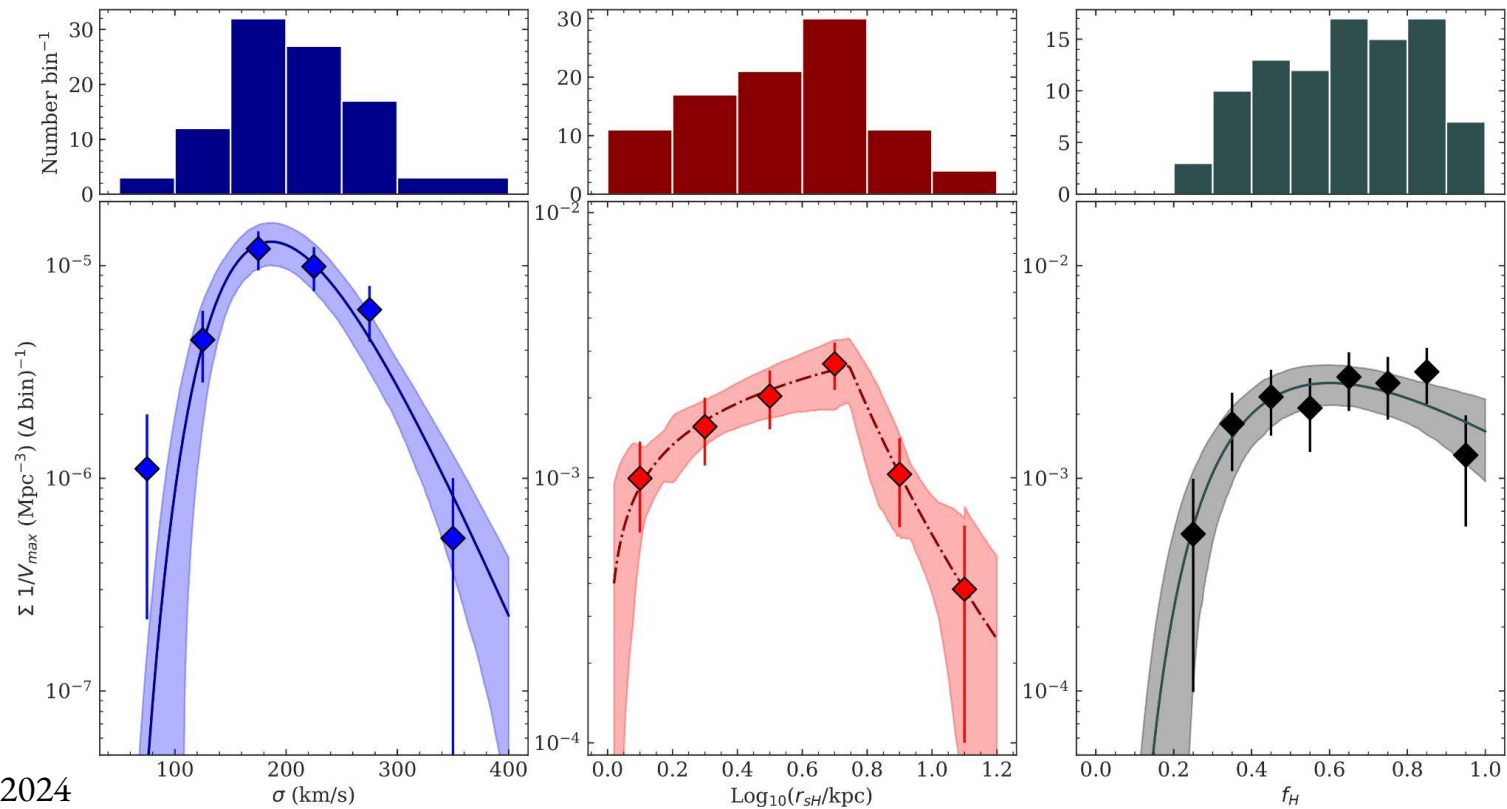 Number bin⁻¹
30
20
10
0
30
20
10
0
15
10
5
0
Σ 1/V_max (Mpc⁻³) (Δ bin)⁻¹
10⁻⁵
10⁻⁶
10⁻⁷
10⁻²
10⁻³
10⁻⁴
10⁻²
10⁻³
10⁻⁴
100 200 300 400
0.0 0.2 0.4 0.6 0.8 1.0 1.2
0.0 0.2 0.4 0.6 0.8 1.0
σ (km/s)
Log₁₀(r_sH/kpc)
f_H
2024